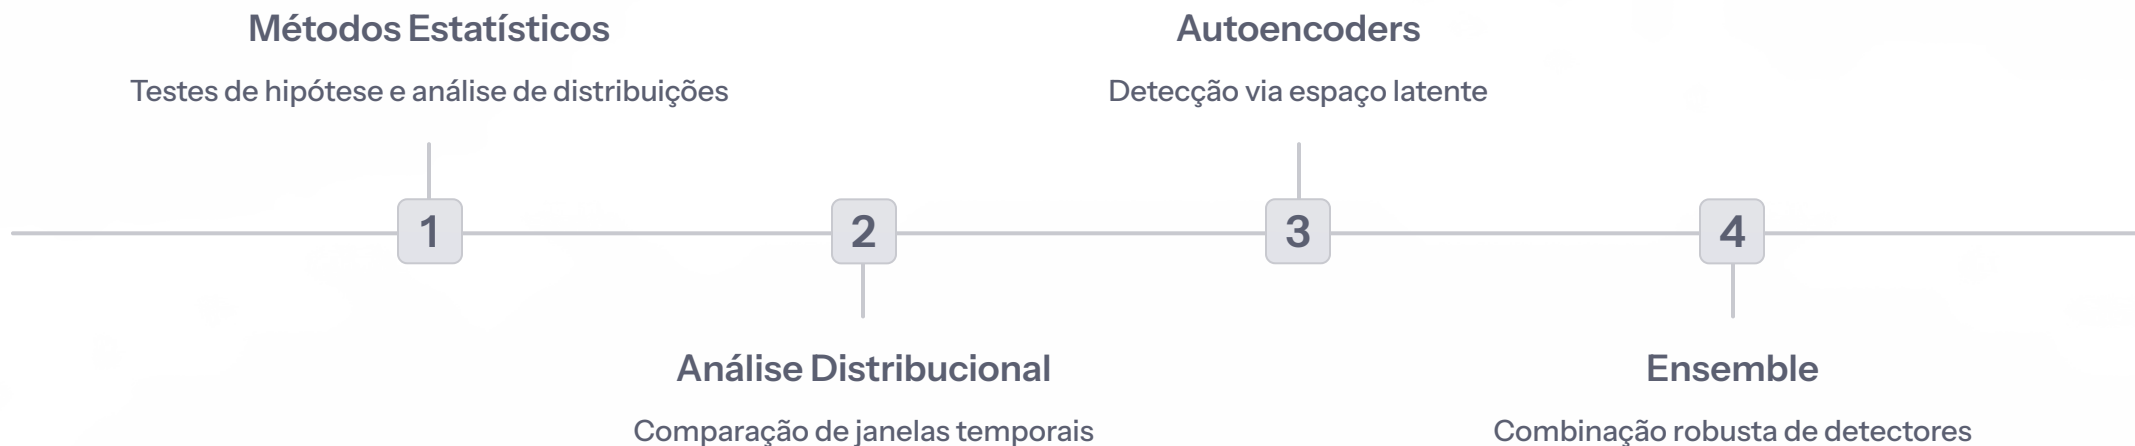 Métodos Estatísticos
Testes de hipótese e análise de distribuições
Autoencoders
Detecção via espaço latente
1
2
3
4
Análise Distribucional
Comparação de janelas temporais
Ensemble
Combinação robusta de detectores